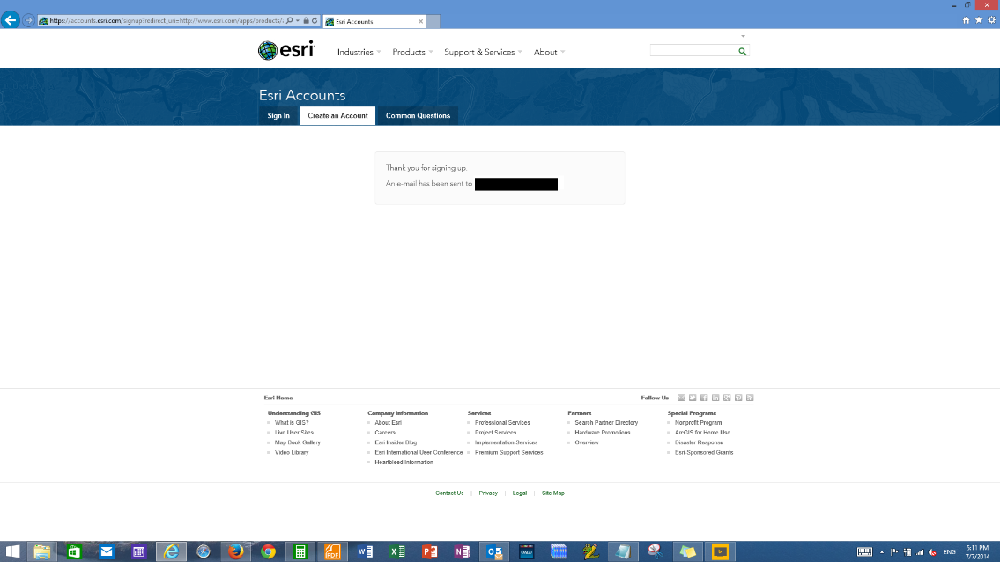 https://accounts.esri.com/signup?redirect_uri=http://www.esri.com/apps/products/
Esri Accounts
esri
Industries Products Support & Services About
Esri Accounts
Sign In Create an Account Common Questions
Thank you for signing up.
An e-mail has been sent to
Esri Home
Follow Us
Understanding GIS
What is GIS?
Live User Sites
Map Book Gallery
Video Library
Company Information
About Esri
Careers
Esri Insider Blog
Esri International User Conference
Heartbleed Information
Services
Professional Services
Project Services
Implementation Services
Premium Support Services
Partners
Search Partner Directory
Hardware Promotions
Overview
Special Programs
Nonprofit Program
ArcGIS for Home Use
Disaster Response
Esri-Sponsored Grants
Contact Us | Privacy | Legal | Site Map
PDF
ENG
5:11 PM
7/7/2014